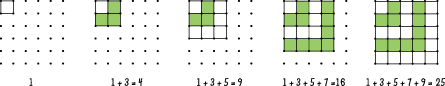 1
1 + 3 = 4
1 + 3 + 5 = 9
1 + 3 + 5 + 7 = 16
1 + 3 + 5 + 7 + 9 = 25